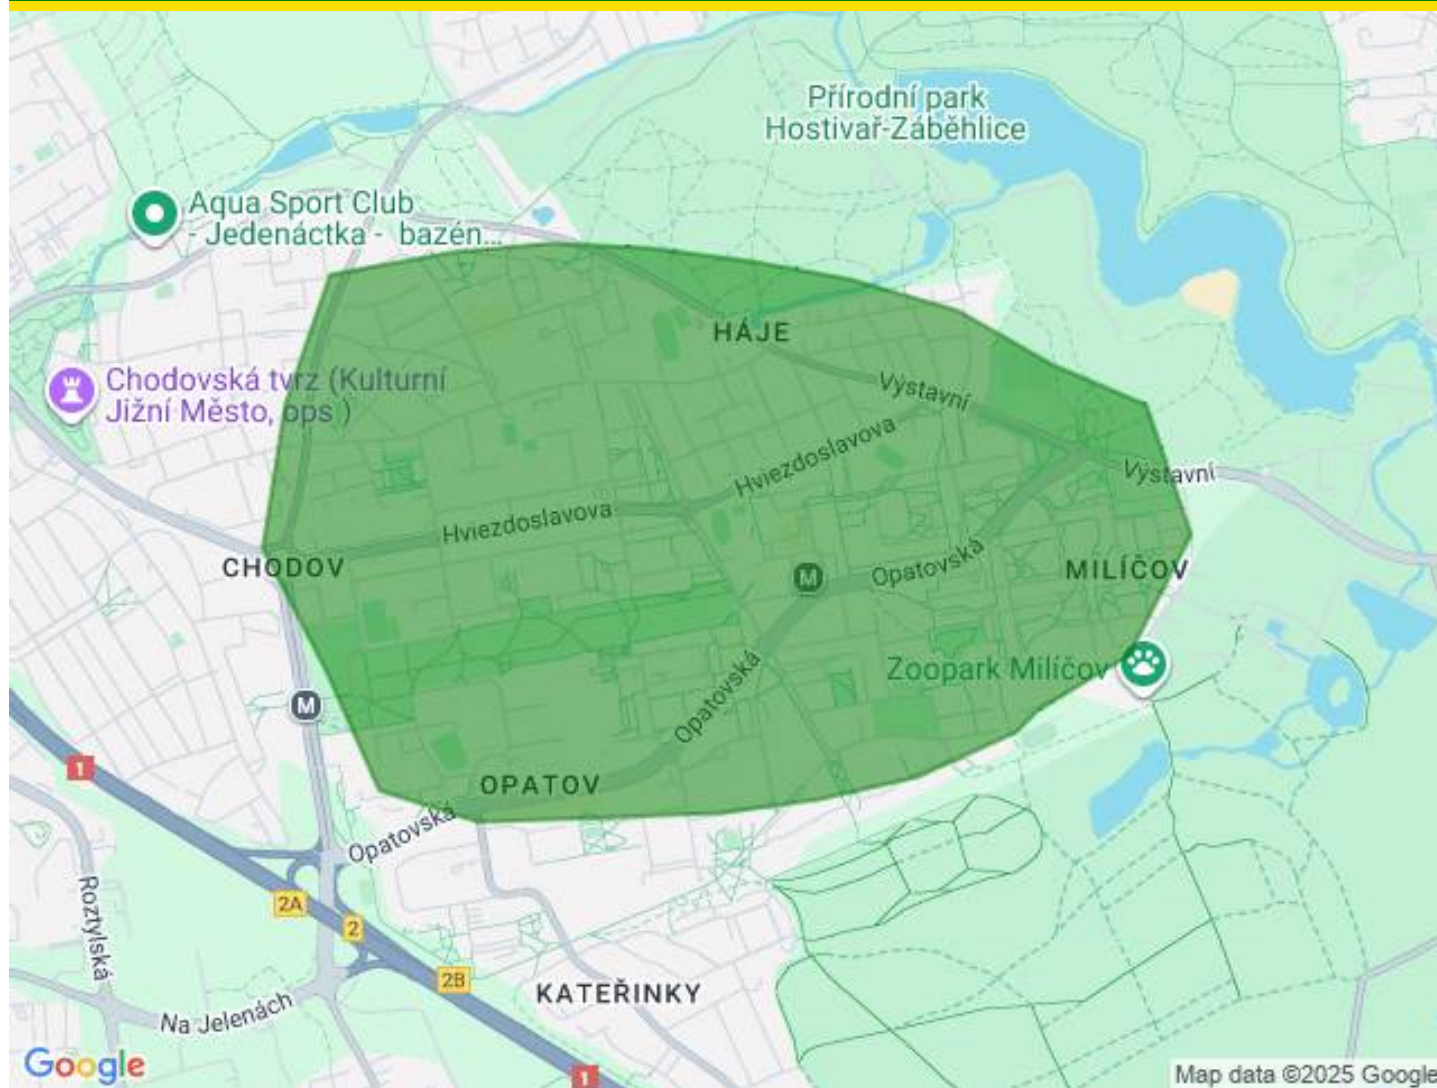 Přírodní park
Hostivař-Záběhlice
Aqua Sport Club
- Jedenáctka - bazén...
HÁJE
Chodovská tvrz (Kulturní
Jižní Město, ops )
Výstavní
Hviezdoslavova
Výstavní
Hviezdoslavova
CHODOV
M
Opatovská
MILÍČOV
Zoopark Milíčov
Opatovská
M
1
OPATOV
Opatovská
Roztylská
2A
2
2B
KATEŘINKY
Na Jelenách
Google
1
Map data ©2025 Google